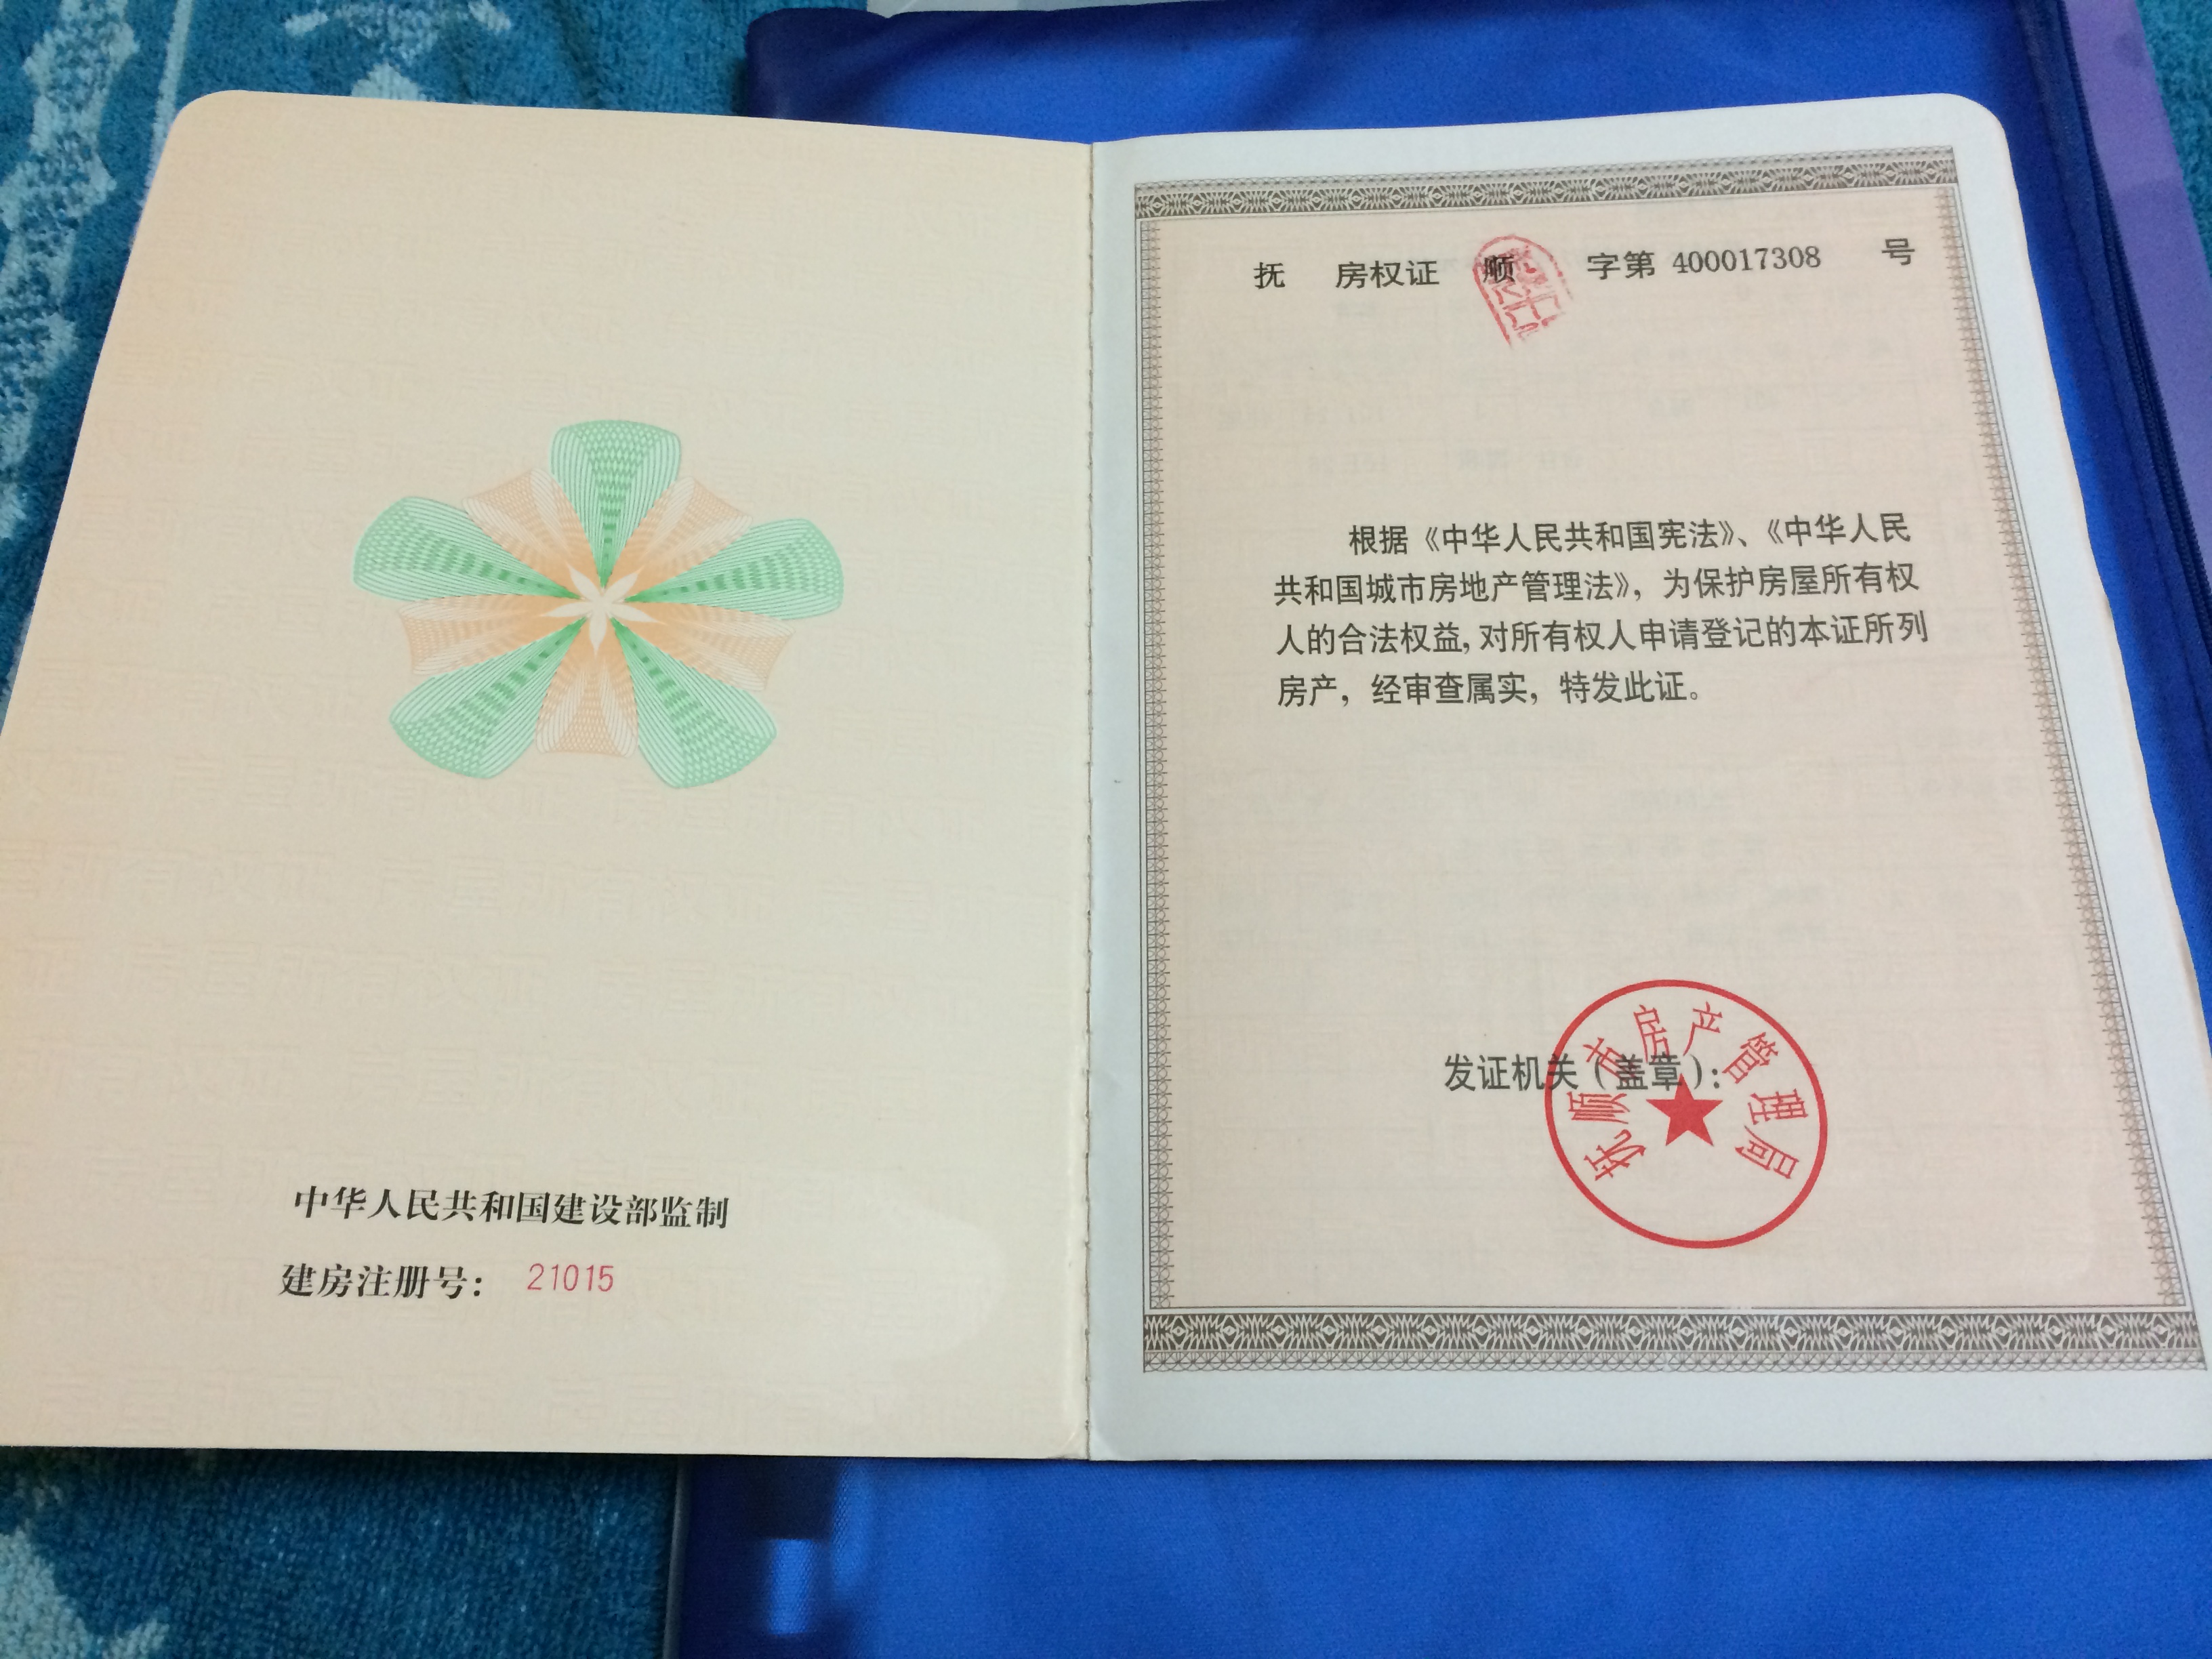 中华人民共和国建设部监制
建房注册号： 21015
抚 房权证 顺 字第 400017308 号
根据《中华人民共和国宪法》、《中华人民
共和国城市房地产管理法》，为保护房屋所有权
人的合法权益，对所有权人申请登记的本证所列
房产，经审查属实，特发此证。
发证机关（盖章）：
抚顺市房产管理局